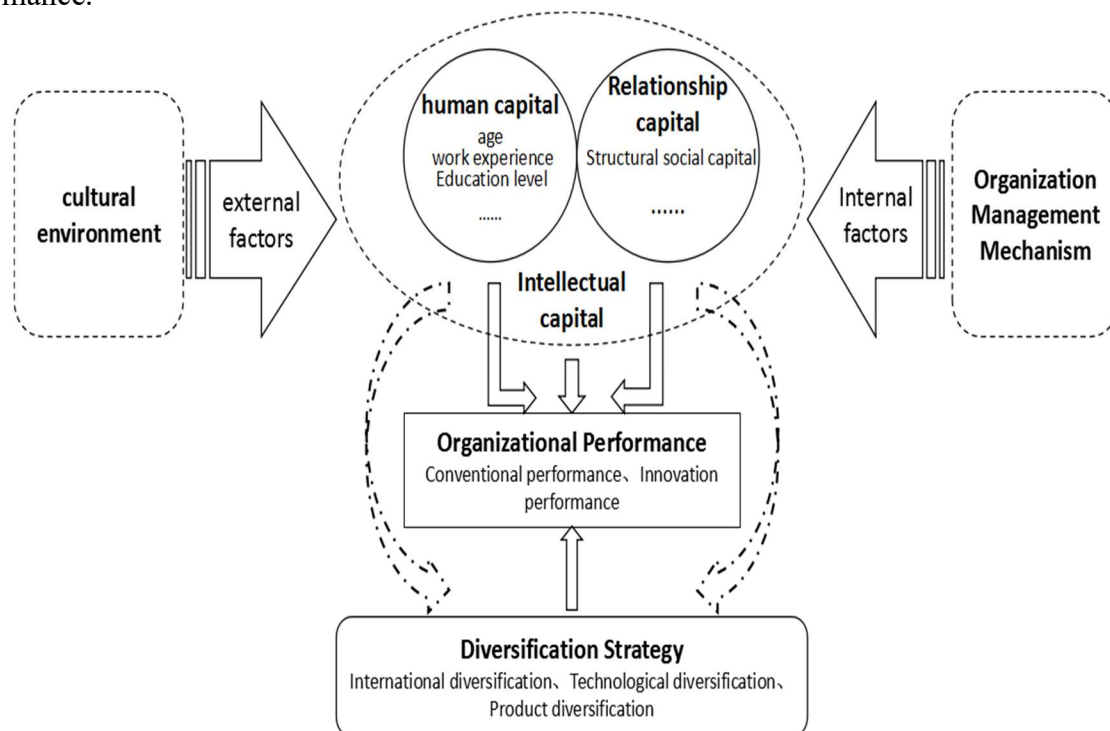 mance.
human capital
age
work experience
Education level
......
Relationship
capital
Structural social capital
......
cultural
environment
external
factors
Internal
factors
Organization
Management
Mechanism
Intellectual
capital
Organizational Performance
Conventional performance、Innovation
performance
Diversification Strategy
International diversification、Technological diversification、
Product diversification